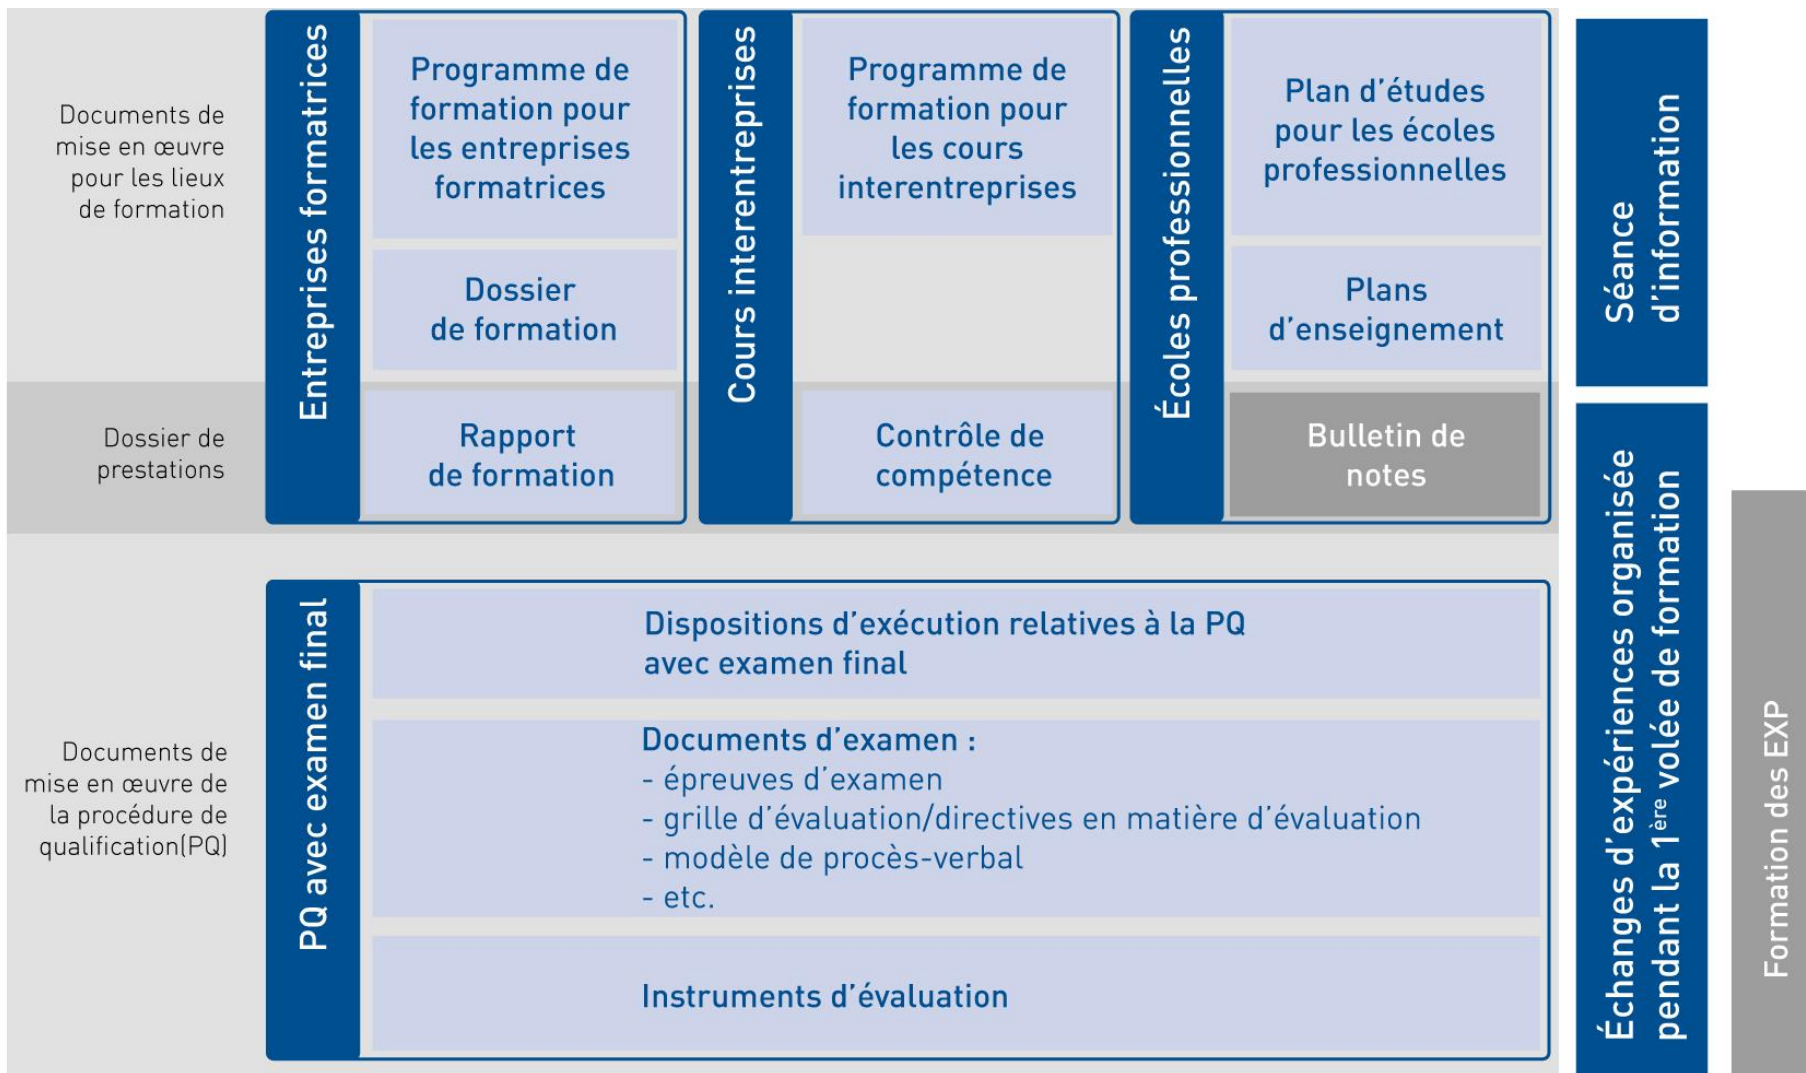 Documents de
mise en œuvre
pour les lieux
de formation
Entreprises formatrices
Programme de
formation pour
les entreprises
formatrices
Dossier
de formation
Cours interentreprises
Programme de
formation pour
les cours
interentreprises
Écoles professionnelles
Plan d’études
pour les écoles
professionnelles
Plans
d’enseignement
Séance
d’information
Dossier de
prestations
Rapport
de formation
Contrôle de
compétence
Bulletin de
notes
Documents de
mise en œuvre de
la procédure de
qualification(PQ)
PQ avec examen final
Dispositions d’exécution relatives à la PQ
avec examen final
Documents d’examen :
- épreuves d’examen
- grille d’évaluation/directives en matière d’évaluation
- modèle de procès-verbal
- etc.
Instruments d’évaluation
Échanges d’expériences organisée
pendant la 1ère volée de formation
Formation des EXP